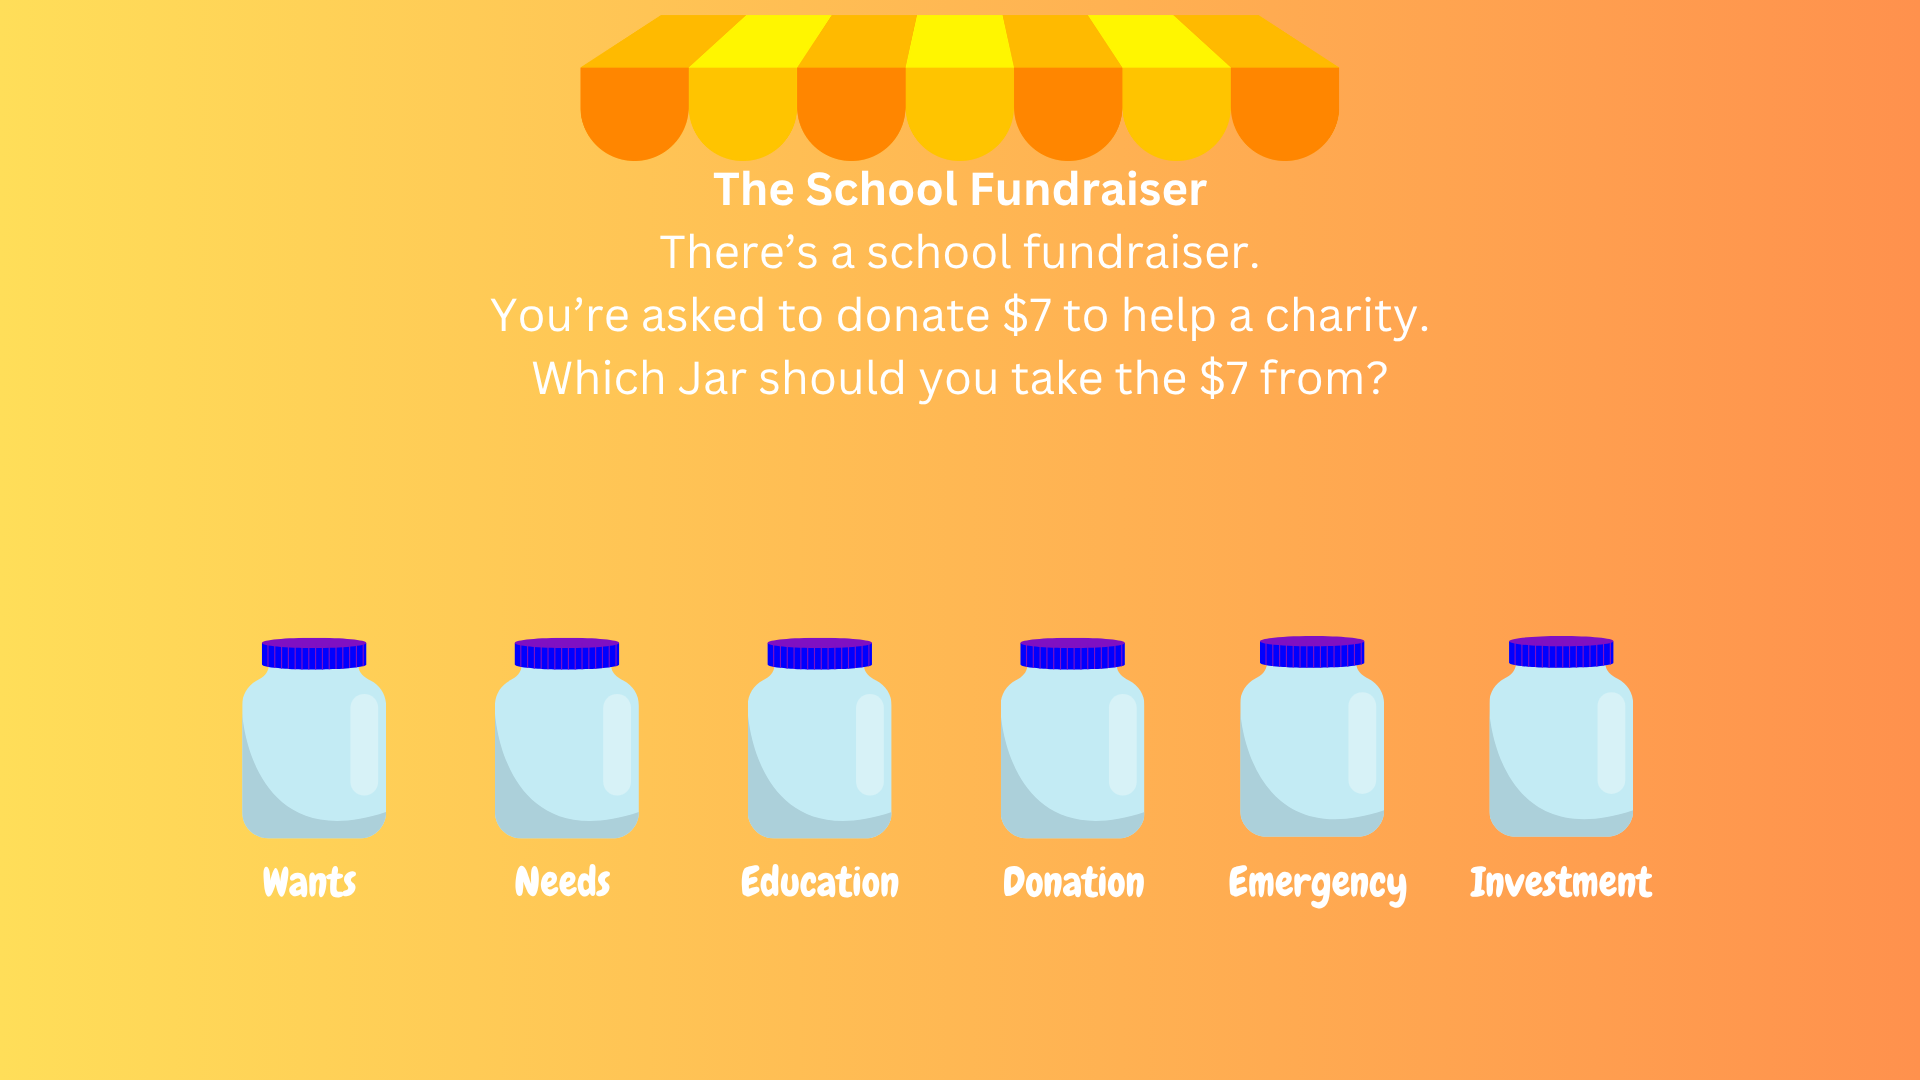 The School Fundraiser
There’s a school fundraiser.
You’re asked to donate $7 to help a charity.
Which Jar should you take the $7 from?
Wants
Needs
Education
Donation
Emergency
Investment